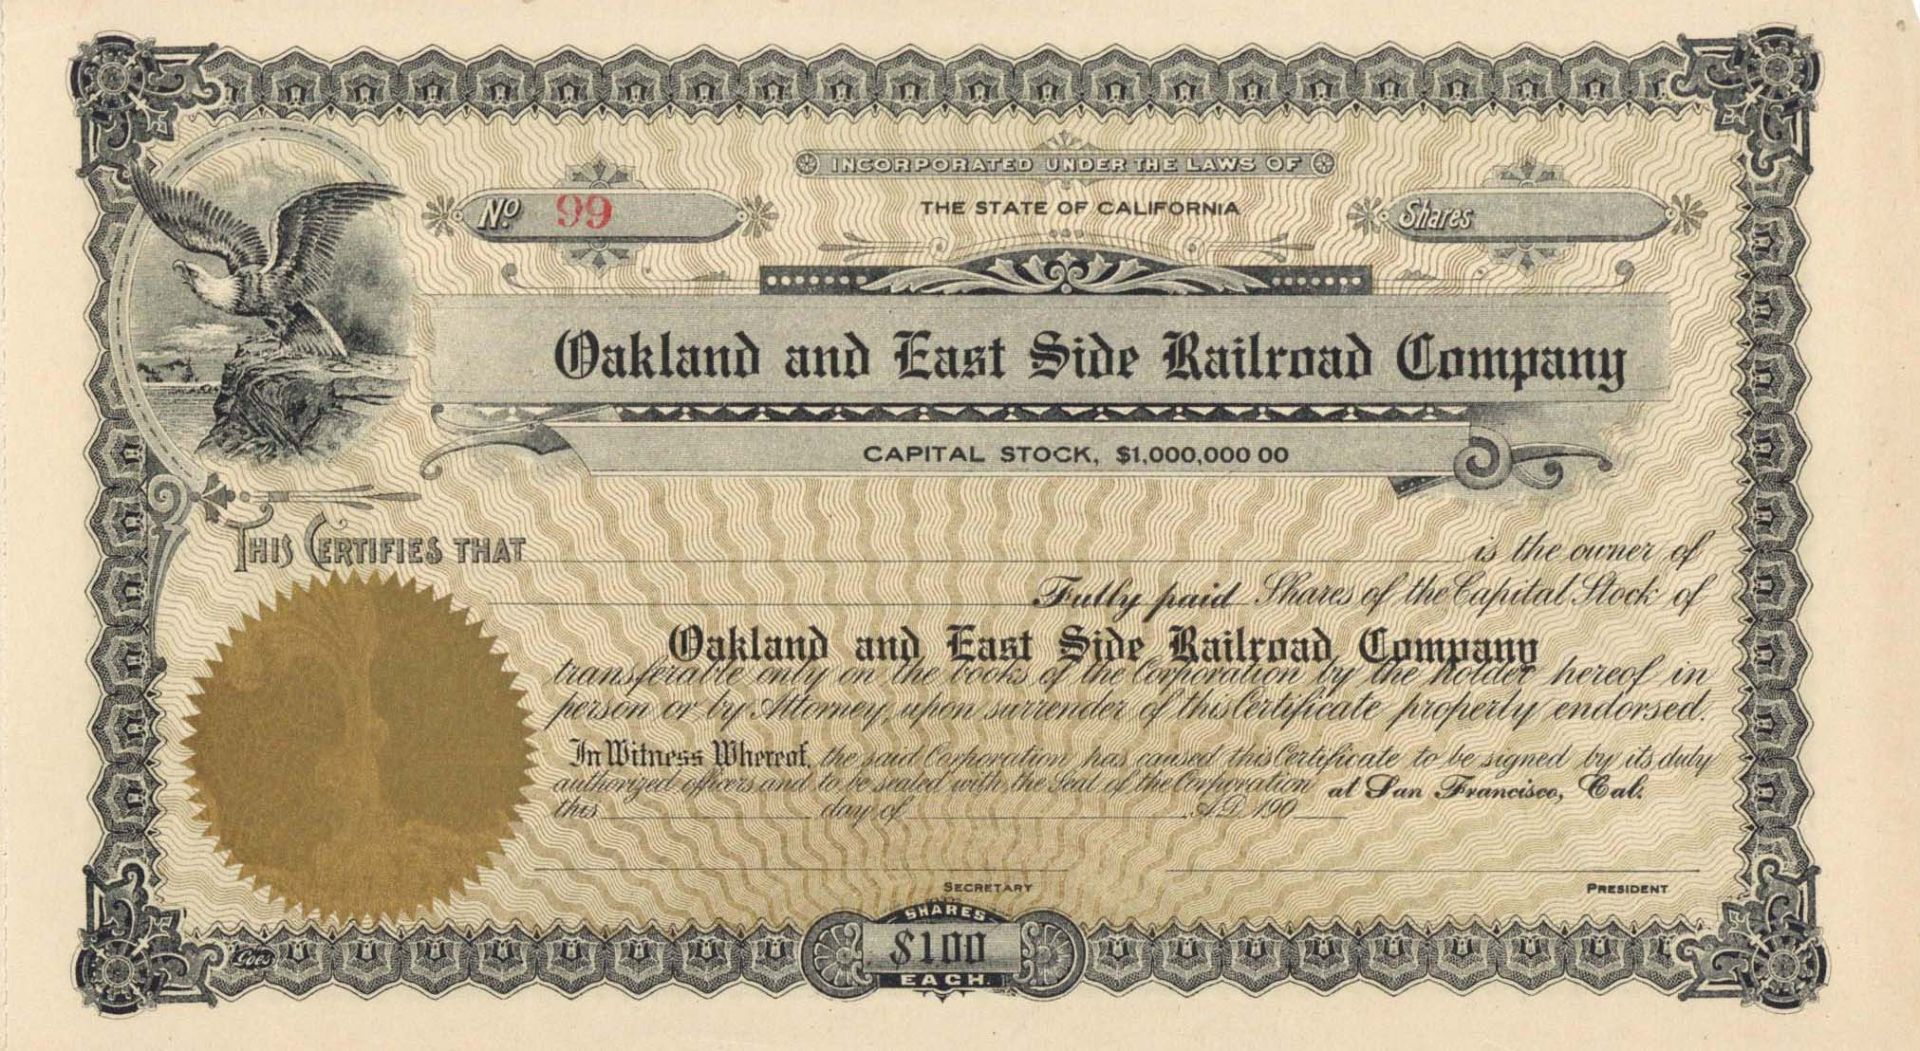 INCORPORATED UNDER THE LAWS OF
No. 99
THE STATE OF CALIFORNIA
Shares
Oakland and East Side Railroad Company
CAPITAL STOCK, $1,000,000 00
THIS CERTIFIES THAT is the owner of
Fully paid Shares of the Capital Stock of
Oakland and East Side Railroad Company
transferable only on the books of the Corporation by the holder hereof in
person or by Attorney, upon surrender of this Certificate properly endorsed.
In Witness Whereof, the said Corporation has caused this Certificate to be signed by its duly
authorized officers and to be sealed with the Seal of the Corporation at San Francisco, Cal.
this day of A.D. 190
SECRETARY PRESIDENT
SHARES
$100
EACH.
Goes